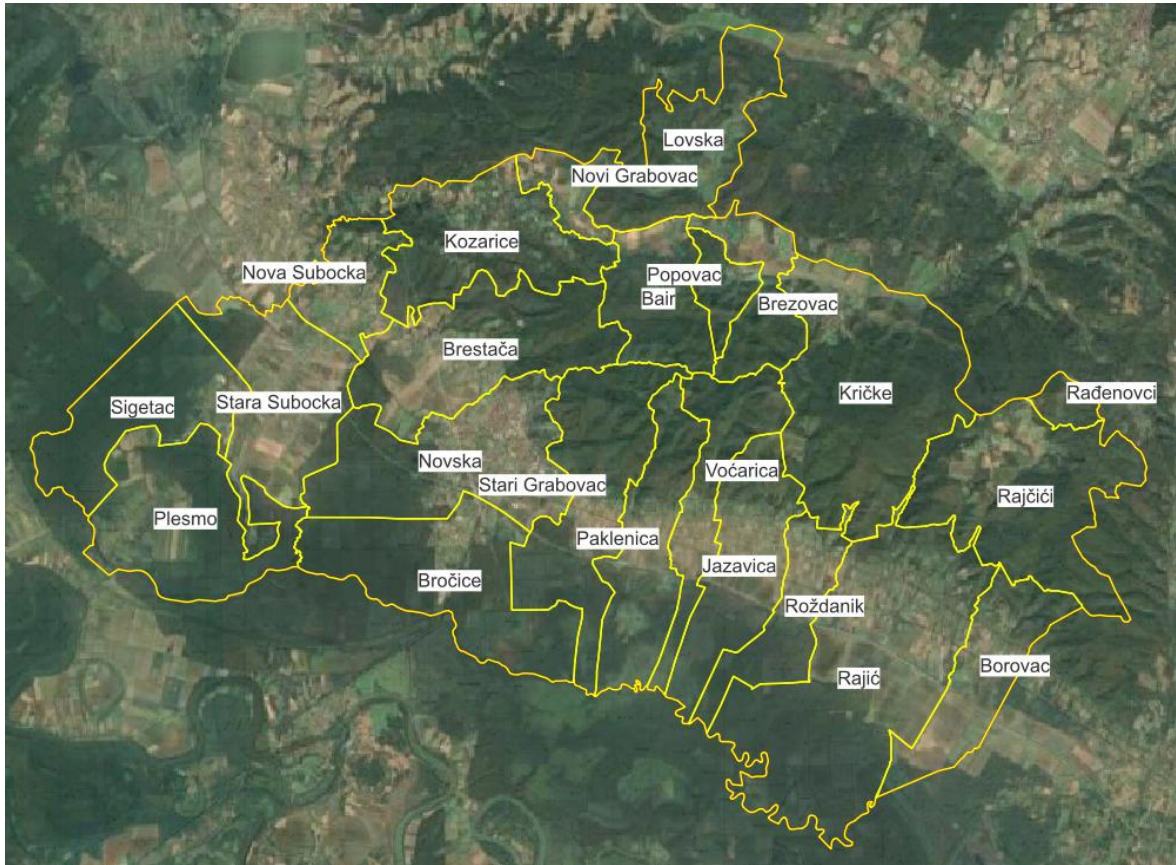 Lovska
Novi Grabovac
Kozarice
Nova Subocka
Popovac
Bair
Brezovac
Brestača
Rađenovci
Kričke
Stara Subocka
Sigetac
Novska
Voćarica
Stari Grabovac
Rajčići
Plesmo
Paklenica
Jazavica
Bročice
Roždanik
Borovac
Rajić